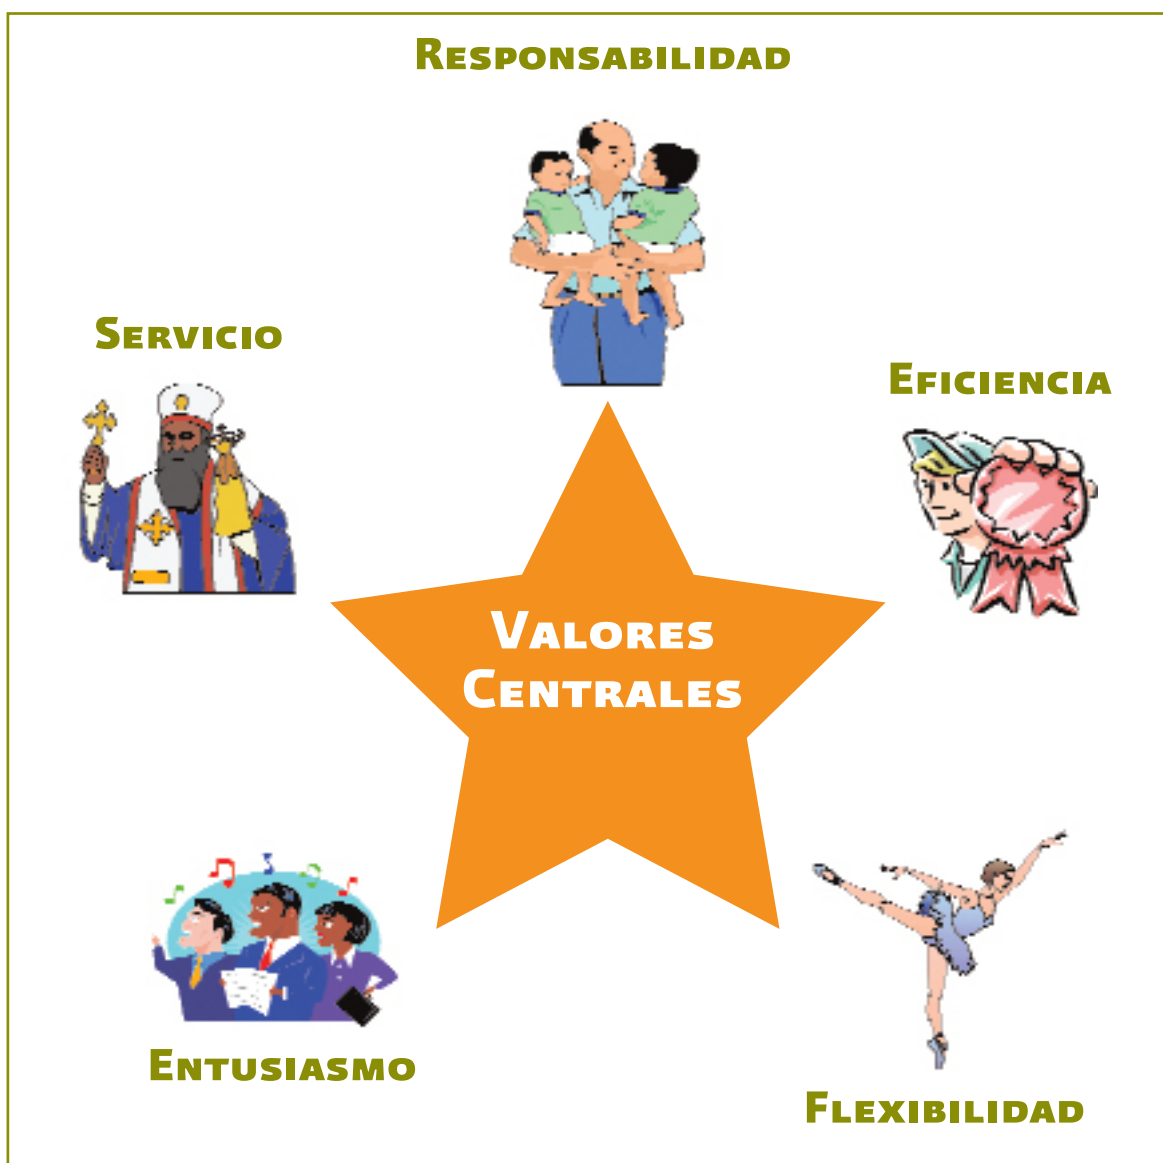 Responsabilidad
Servicio
Eficiencia
Valores
Centrales
Entusiasmo
Flexibilidad